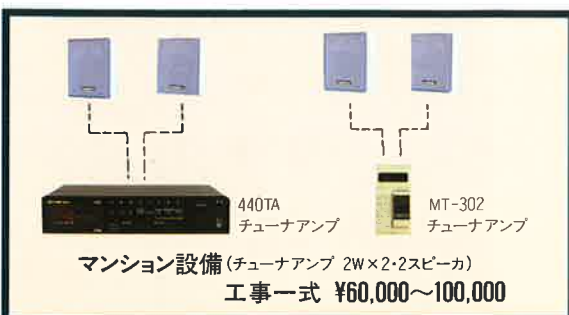 440TA
チューナアンプ
MT-302
チューナアンプ
マンション設備(チューナアンプ 2W×2・2スピーカ)
工事一式 ¥60,000〜100,000